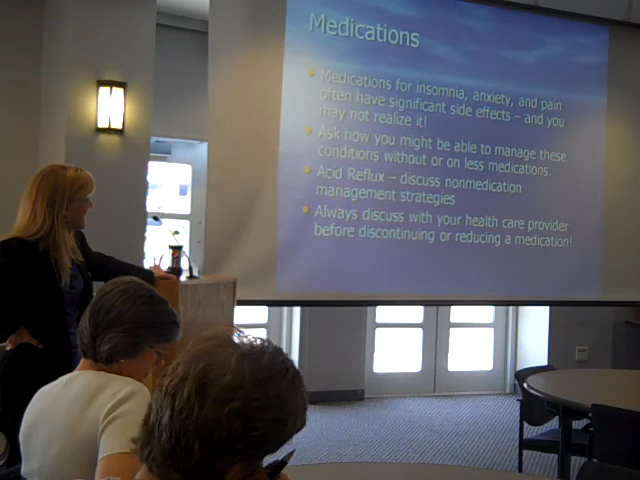 Medications
Medications for insomnia, anxiety, and pain
often have significant side effects – and you
may not realize it!
Ask how you might be able to manage these
conditions without or on less medications.
Acid Reflux – discuss nonmedication
management strategies
Always discuss with your health care provider
before discontinuing or reducing a medication!